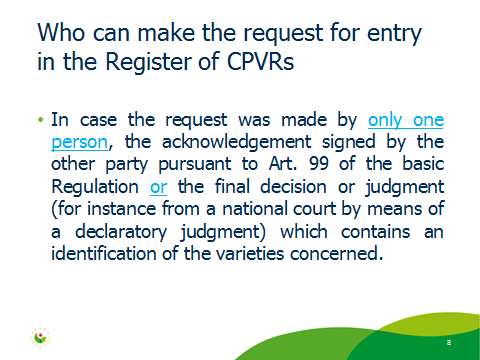 Who can make the request for entry
in the Register of CPVRs
• In case the request was made by only one
person, the acknowledgement signed by the
other party pursuant to Art. 99 of the basic
Regulation or the final decision or judgment
(for instance from a national court by means of
a declaratory judgment) which contains an
identification of the varieties concerned.
8